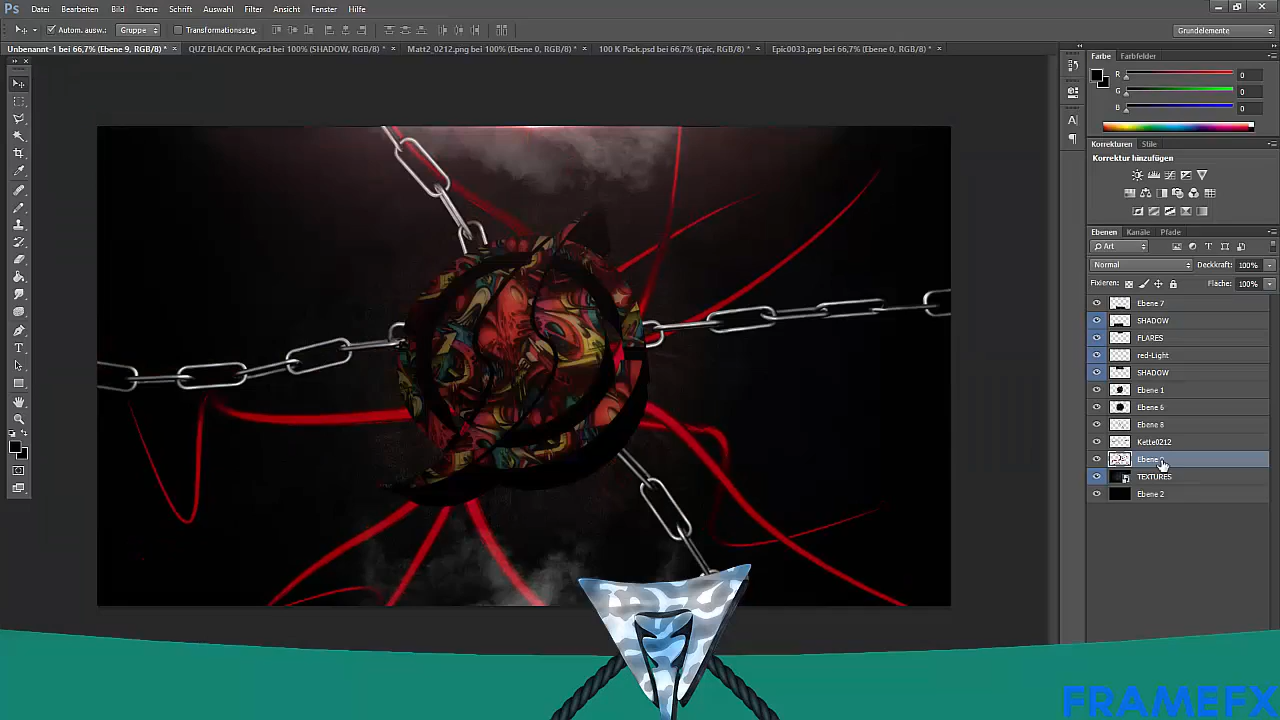 Ps Datei Bearbeiten Bild Ebene Schrift Auswahl Filter Ansicht Fenster Hilfe
Autom. ausw.: Gruppe Transformationsstrg. Grundelemente
Unbenannt-1 bei 66,7% (Ebene 9, RGB/8) * × QUZ BLACK PACK.psd bei 100% (SHADOW, RGB/8) * × Matt2_0212.png bei 100% (Ebene 0, RGB/8) * × 100 K Pack.psd bei 66,7% (Epic, RGB/8) * × Epic0033.png bei 66,7% (Ebene 0, RGB/8) * ×
Farbe Farbfelder
R 0
G 0
B 0
Korrekturen Stile
Korrektur hinzufügen
Ebenen Kanäle Pfade
Art
Normal Deckkraft: 100%
Fixieren: Fläche: 100%
Ebene 7
SHADOW
FLARES
red-Light
SHADOW
Ebene 1
Ebene 6
Ebene 8
Kette0212
Ebene
TEXTURES
Ebene 2
FRAMEFX